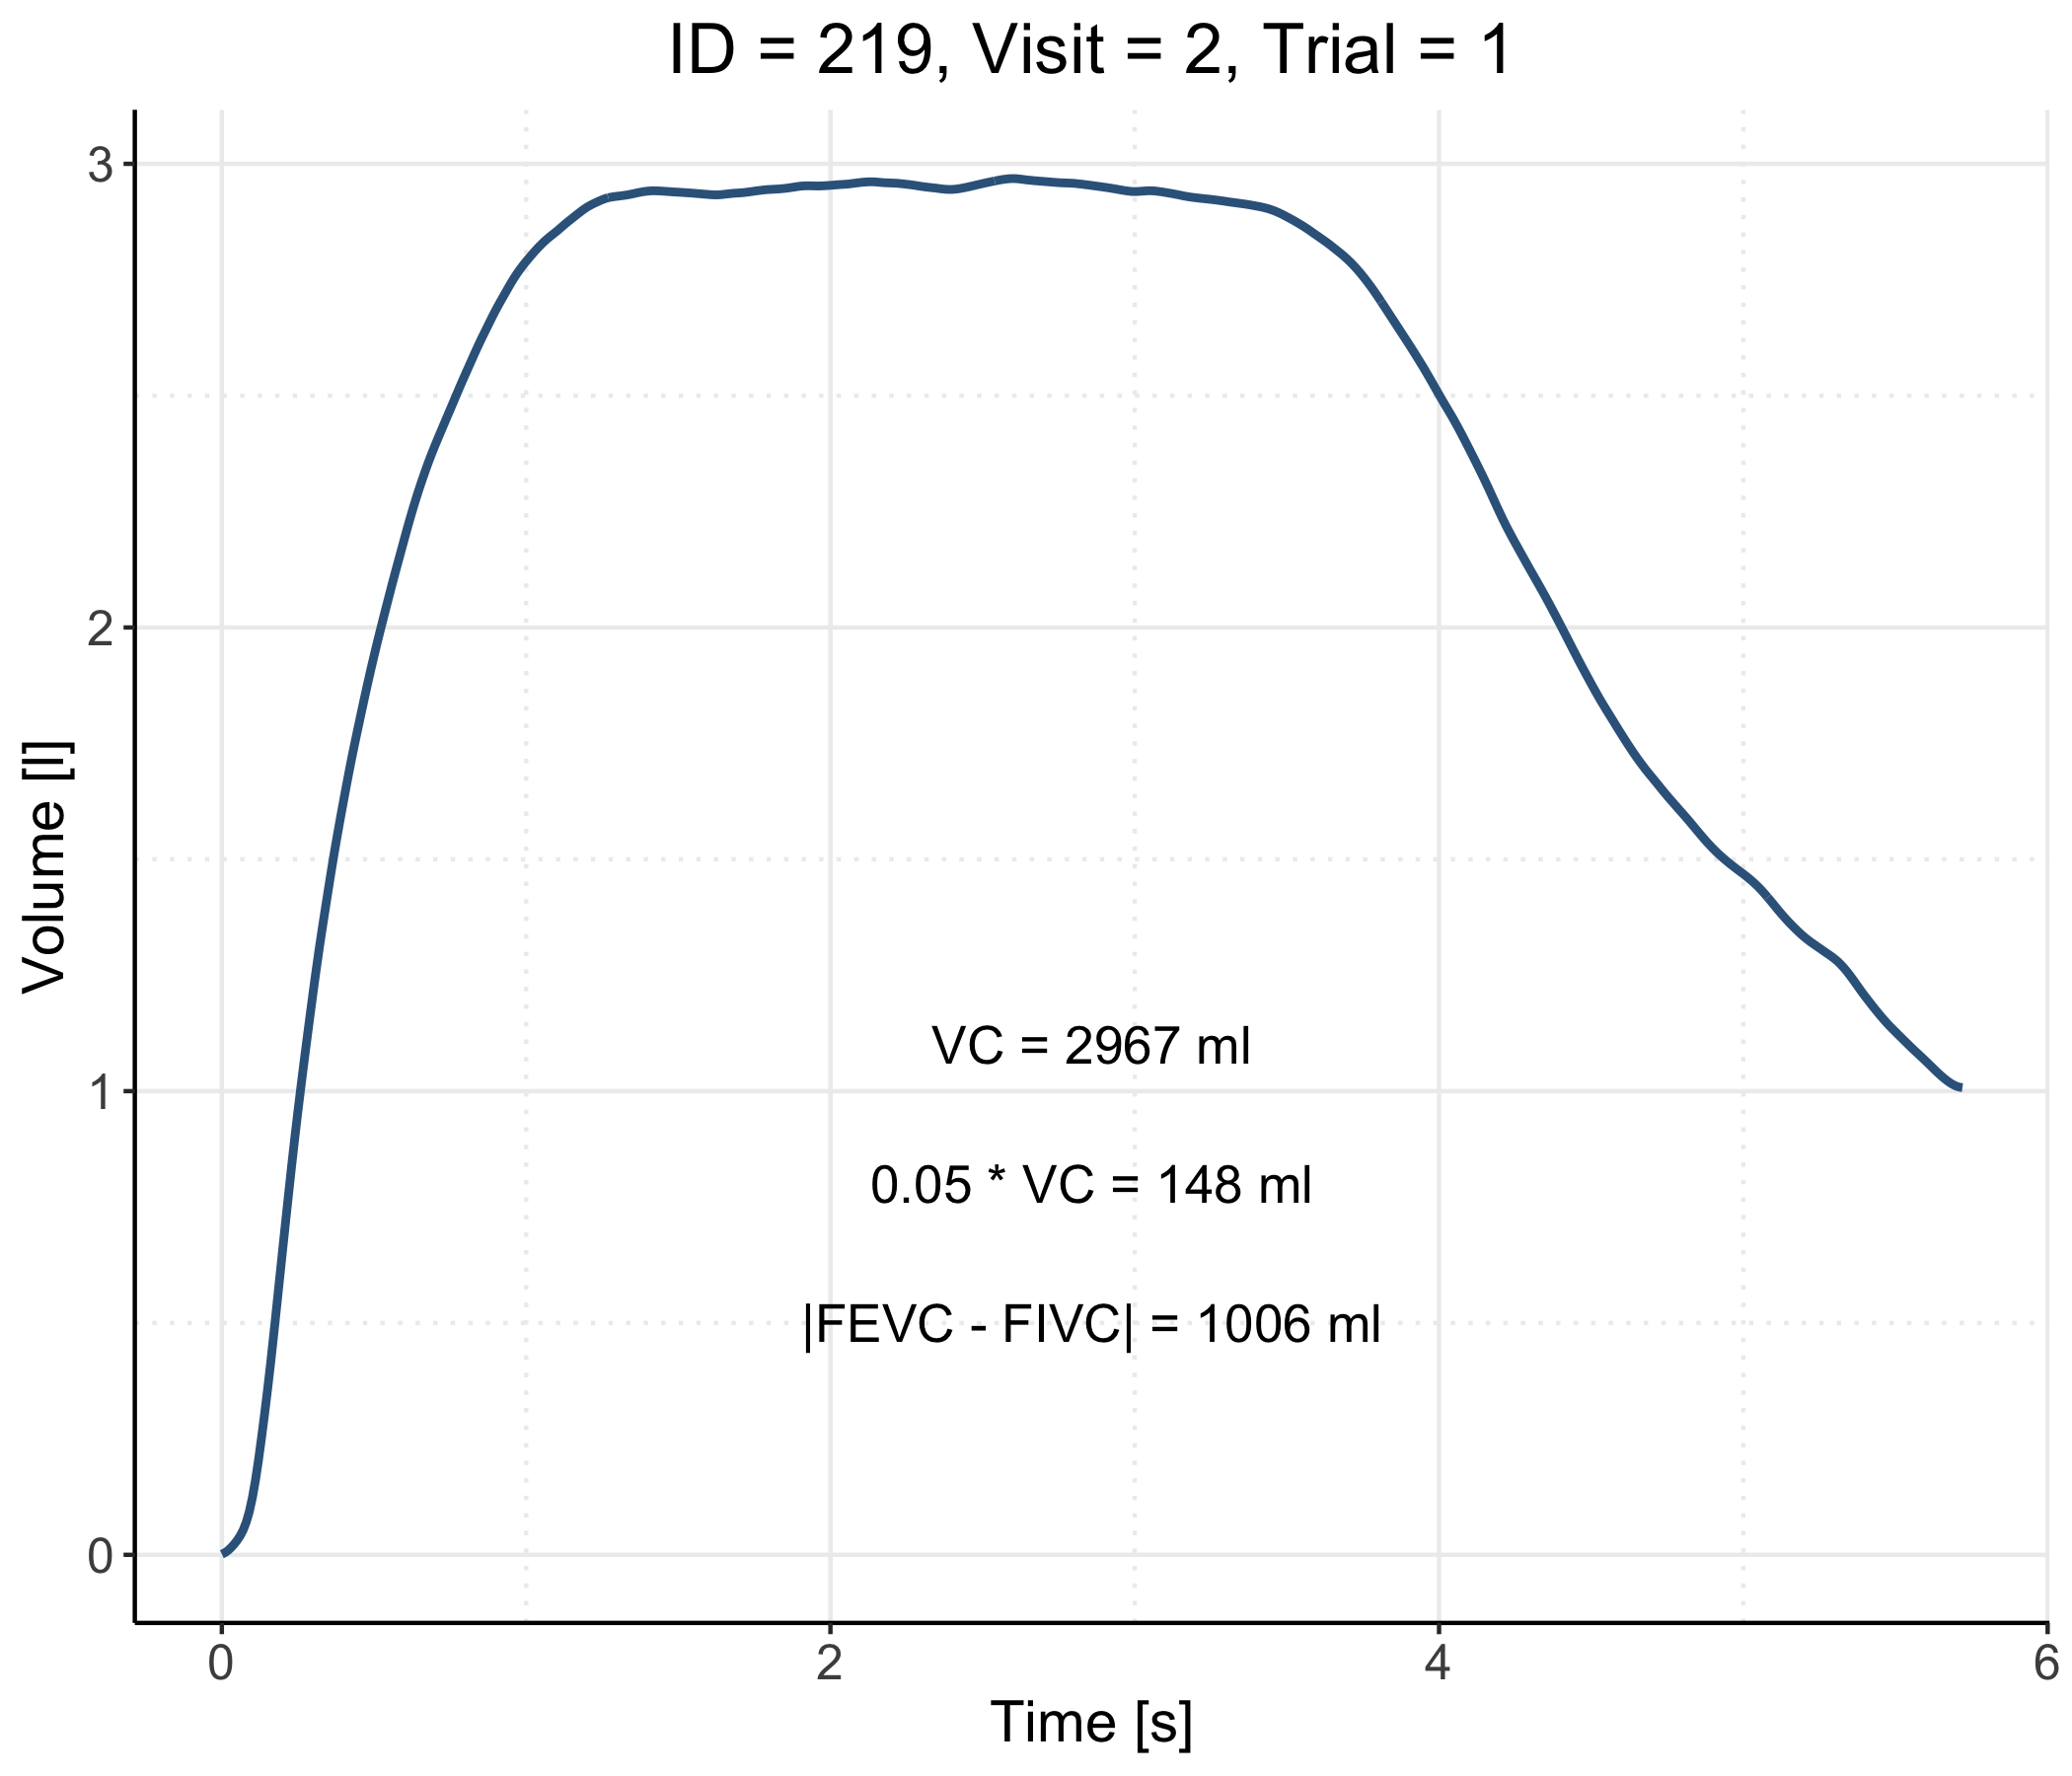 ID = 219, Visit = 2, Trial = 1
Volume [l]
3
2
1
0
VC = 2967 ml
0.05 * VC = 148 ml
|FEVC - FIVC| = 1006 ml
0 2 4 6
Time [s]